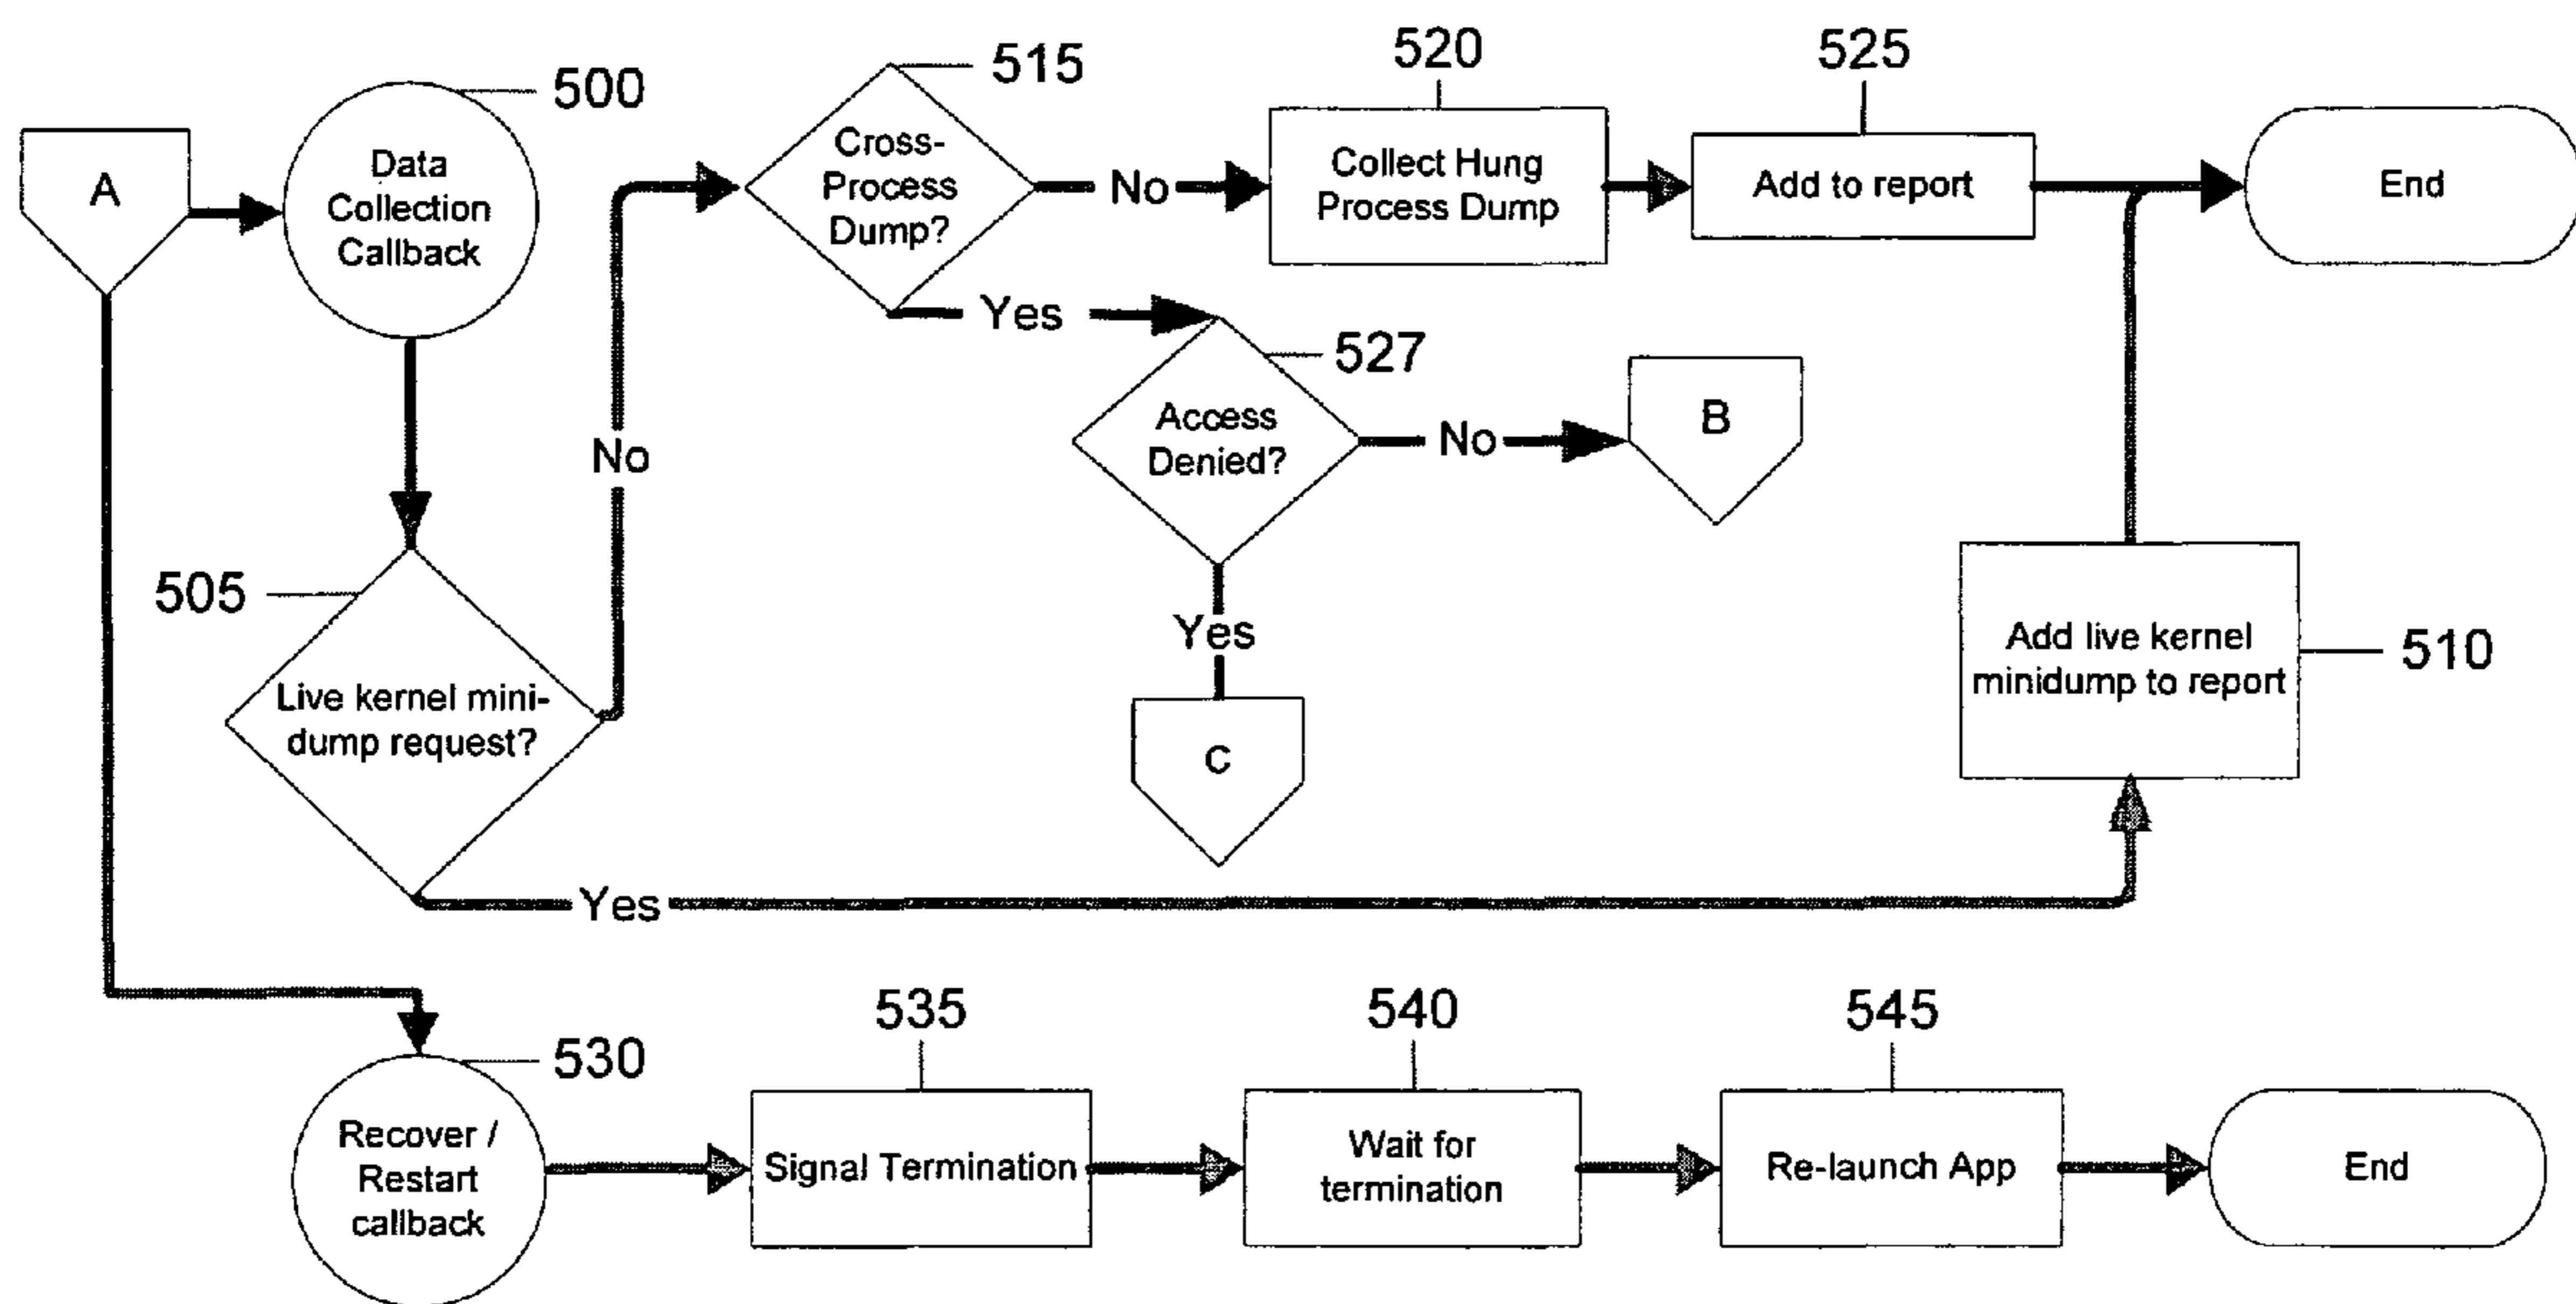 A
Data
Collection
Callback
500
Live kernel mini-
dump request?
505
No
Yes
Cross-
Process
Dump?
515
No
Yes
Collect Hung
Process Dump
520
Add to report
525
End
Access
Denied?
527
No
B
Yes
C
Add live kernel
minidump to report
510
Recover /
Restart
callback
530
Signal Termination
535
Wait for
termination
540
Re-launch App
545
End